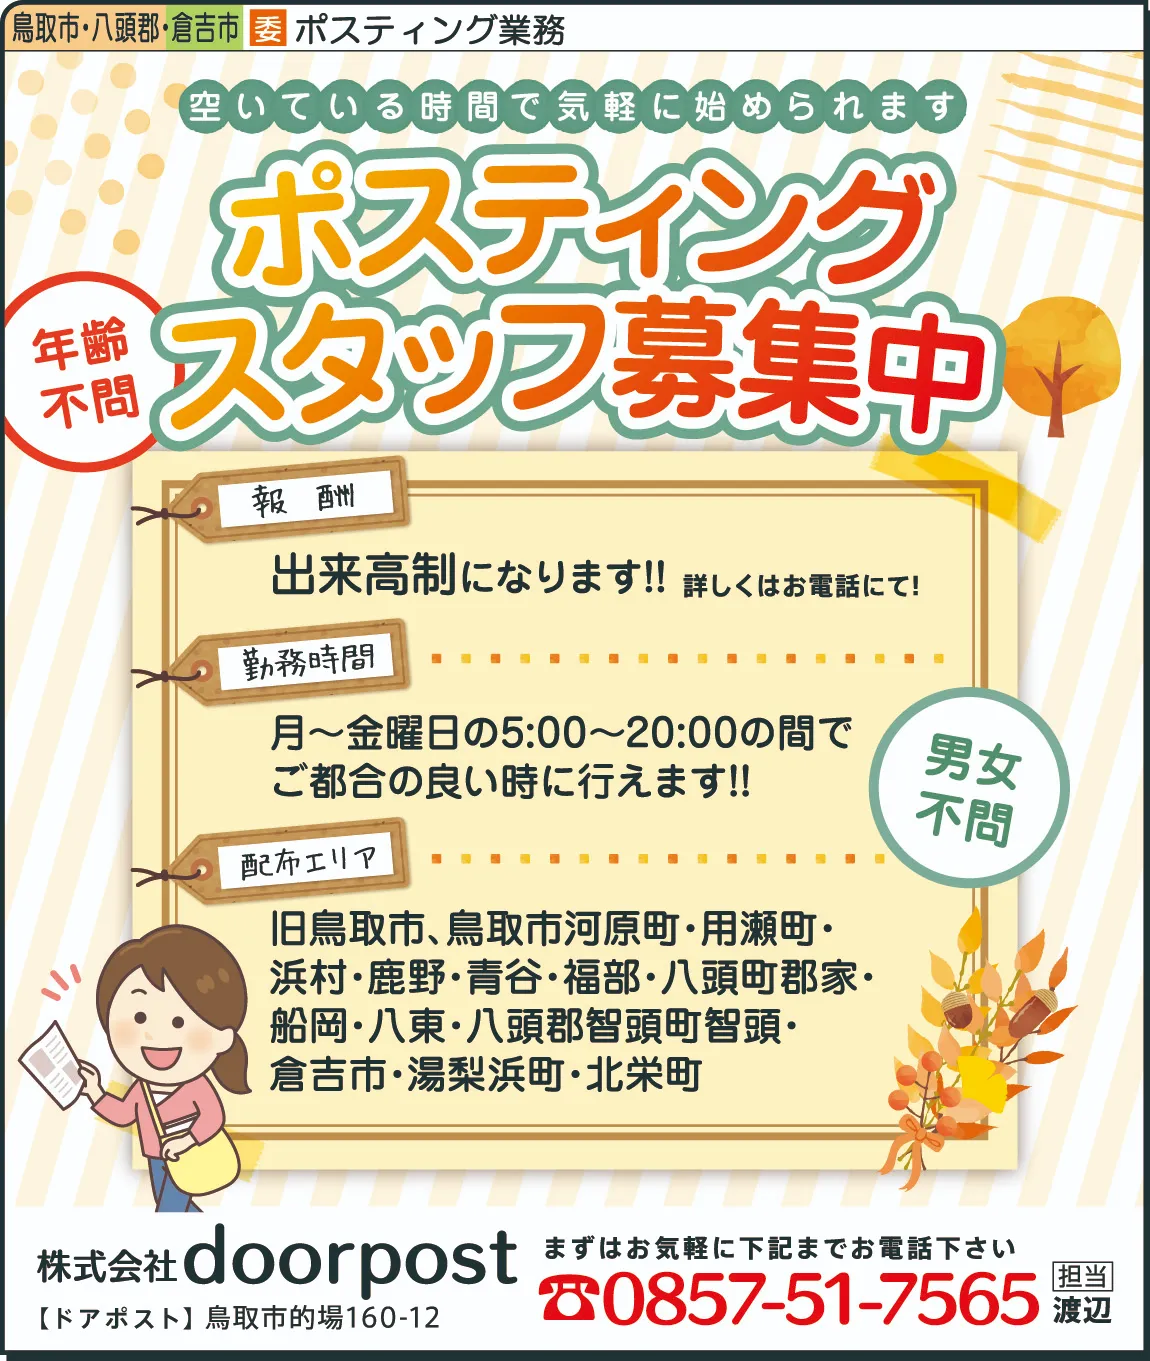 鳥取市・八頭郡・倉吉市 委 ポスティング業務
空いている時間で気軽に始められます
ポスティング
スタッフ募集中
年齢
不問
報 酬
出来高制になります!! 詳しくはお電話にて!
勤務時間
月〜金曜日の5:00〜20:00の間で
ご都合の良い時に行えます!!
男女
不問
配布エリア
旧鳥取市、鳥取市河原町・用瀬町・
浜村・鹿野・青谷・福部・八頭町郡家・
船岡・八東・八頭郡智頭町智頭・
倉吉市・湯梨浜町・北栄町
株式会社doorpost
【ドアポスト】鳥取市的場160-12
まずはお気軽に下記までお電話下さい
☎0857-51-7565
担当
渡辺